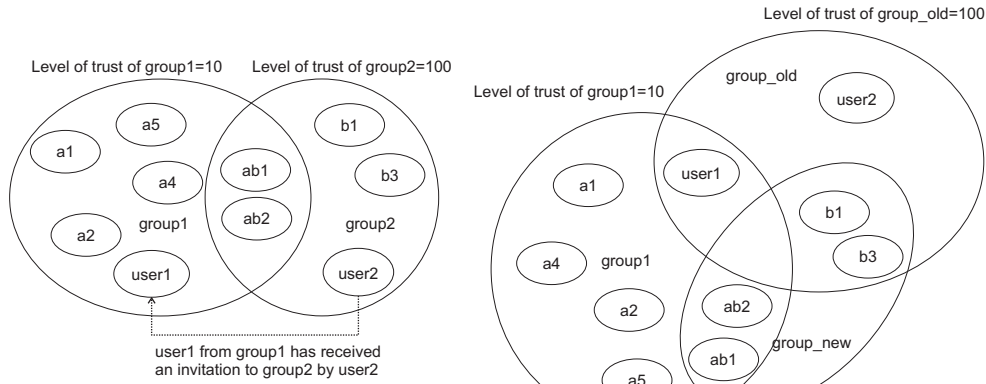 Level of trust of group_old=100
Level of trust of group1=10
Level of trust of group2=100
a5
a1
a4
a2
group1
user1
ab1
ab2
b1
b3
group2
user2
user1 from group1 has received
an invitation to group2 by user2
Level of trust of group1=10
group_old
user2
user1
a1
b1
b3
a4
group1
a2
ab2
group_new
ab1
a5